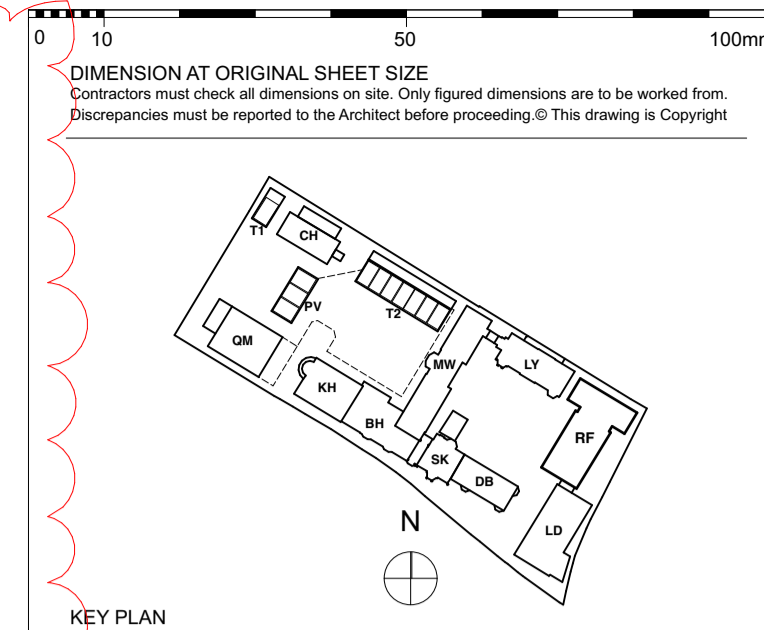 0 10 50 100mm
DIMENSION AT ORIGINAL SHEET SIZE
Contractors must check all dimensions on site. Only figured dimensions are to be worked from.
Discrepancies must be reported to the Architect before proceeding.© This drawing is Copyright
T1
CH
PV
T2
QM
MW
LY
KH
BH
RF
SK
DB
N
LD
KEY PLAN